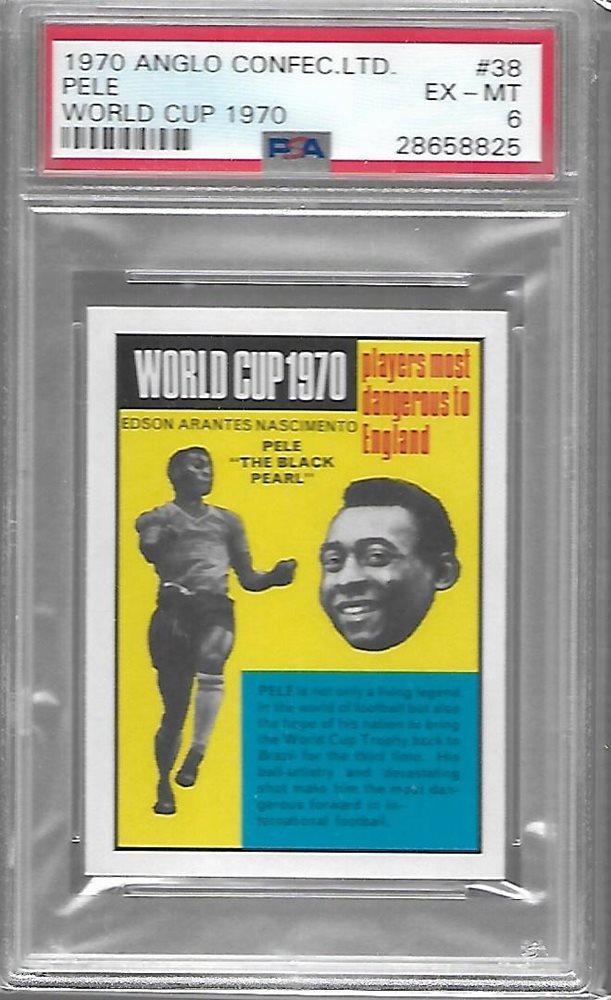 1970 ANGLO CONFEC.LTD. #38
PELE EX - MT
WORLD CUP 1970 6
PSA 28658825
WORLD CUP 1970
players most
dangerous to
England
EDSON ARANTES NASCIMENTO
PELE
"THE BLACK
PEARL"
PELE is not only a living legend
in the world of football but also
the hope of his nation to bring
the World Cup Trophy back to
Brazil for the third time. His
ball-artistry and devastating
shot make him the most dan-
gerous forward in in-
ternational football.